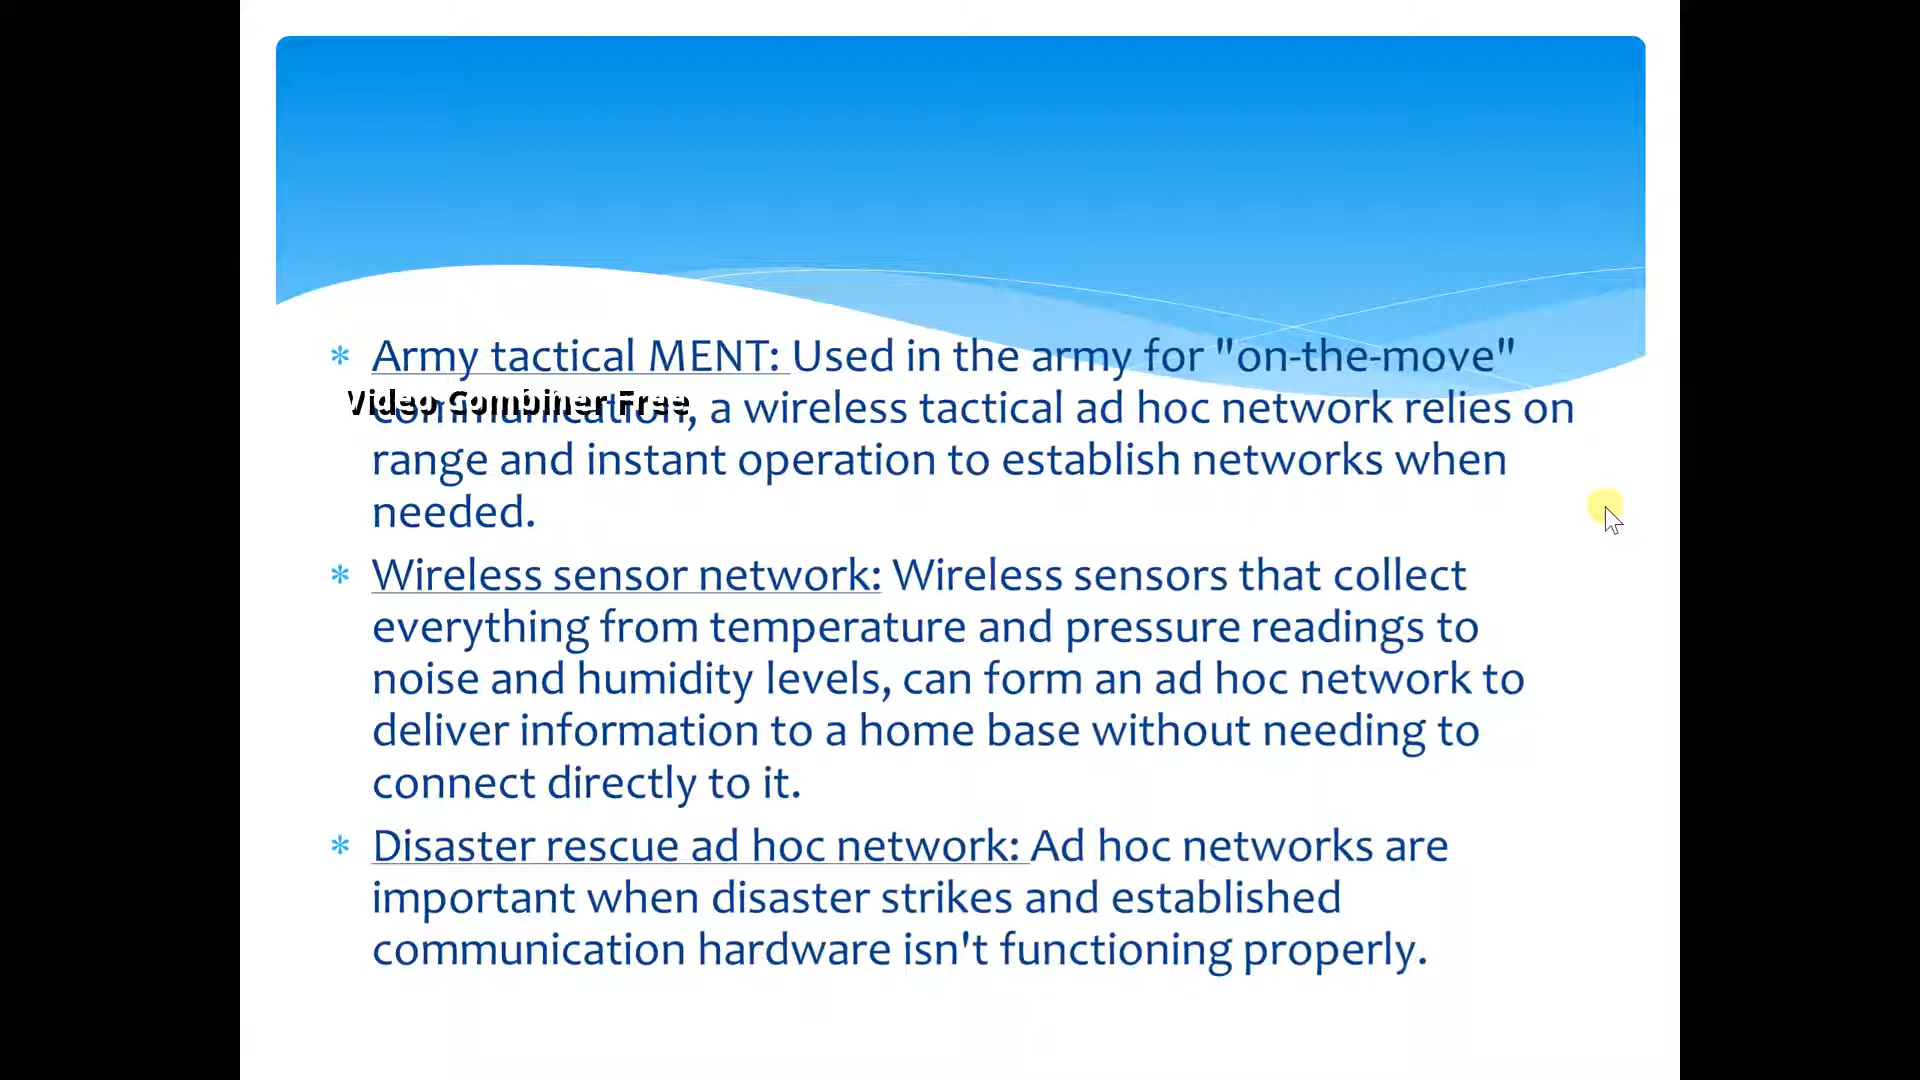 * Army tactical MENT: Used in the army for "on-the-move"
communication, a wireless tactical ad hoc network relies on
Video Combiner Free
range and instant operation to establish networks when
needed.
* Wireless sensor network: Wireless sensors that collect
everything from temperature and pressure readings to
noise and humidity levels, can form an ad hoc network to
deliver information to a home base without needing to
connect directly to it.
* Disaster rescue ad hoc network: Ad hoc networks are
important when disaster strikes and established
communication hardware isn't functioning properly.